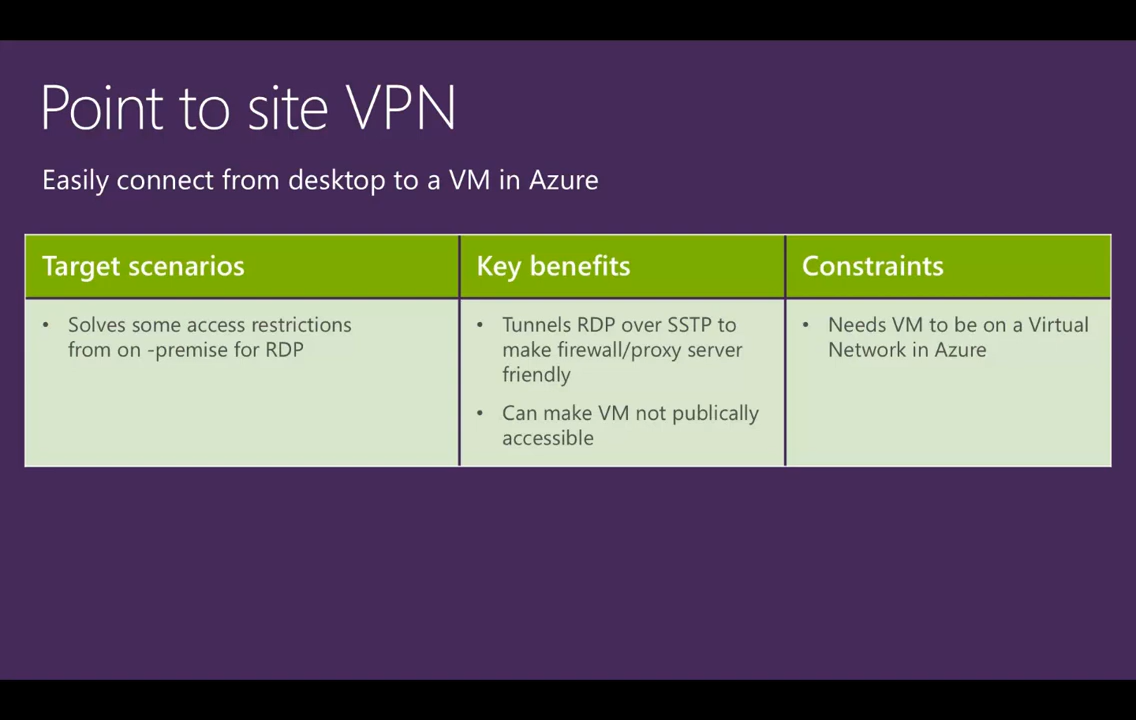 Point to site VPN
Easily connect from desktop to a VM in Azure
Target scenarios
Key benefits
Constraints
• Solves some access restrictions
from on -premise for RDP
• Tunnels RDP over SSTP to
make firewall/proxy server
friendly
• Can make VM not publically
accessible
• Needs VM to be on a Virtual
Network in Azure